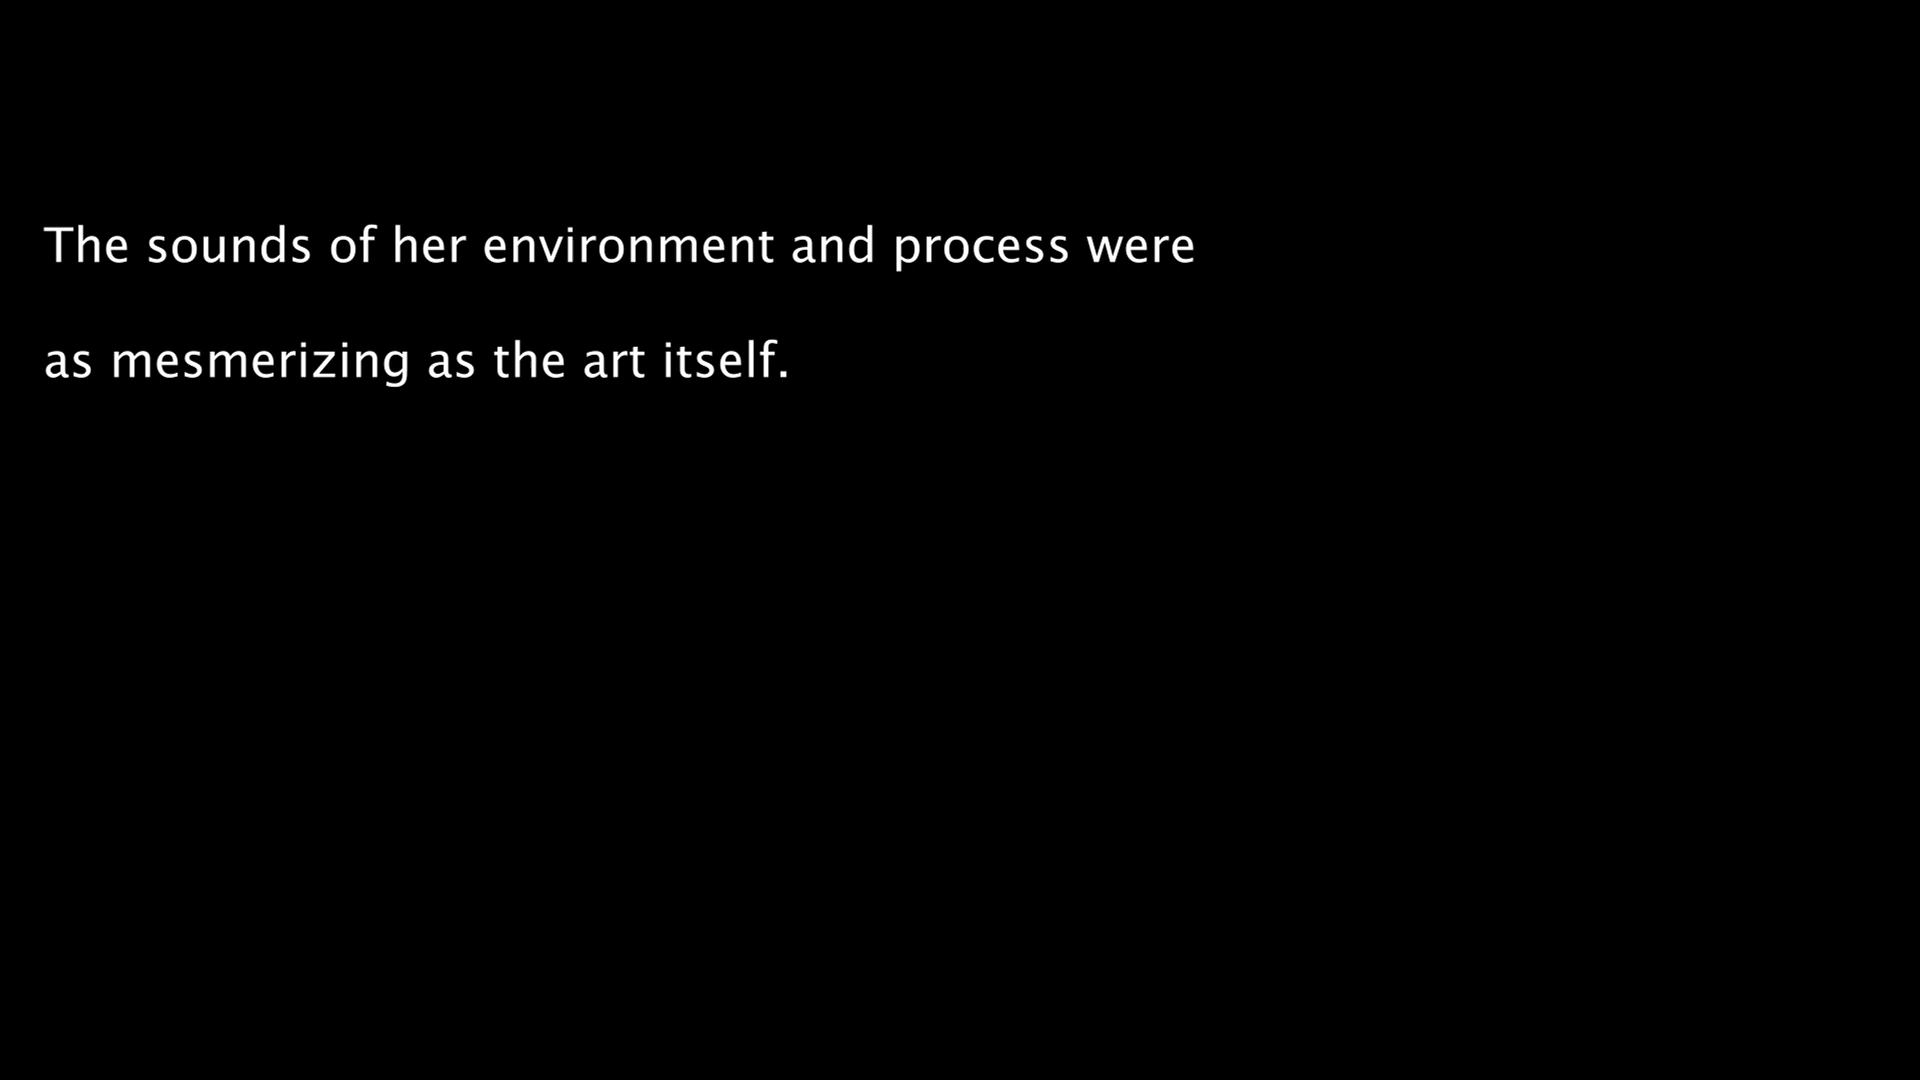 The sounds of her environment and process were
as mesmerizing as the art itself.